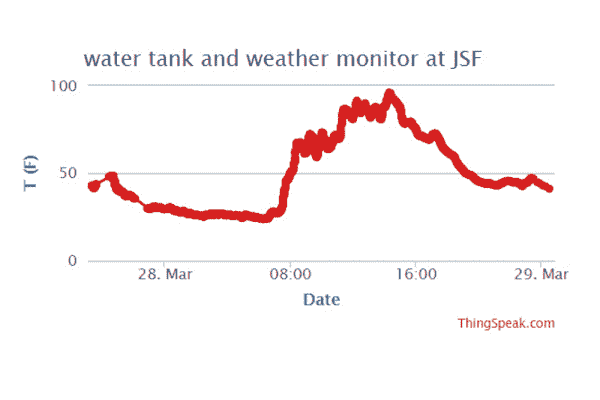 water tank and weather monitor at JSF
100
50
0
T (F)
28. Mar 08:00 16:00 29. Mar
Date
ThingSpeak.com